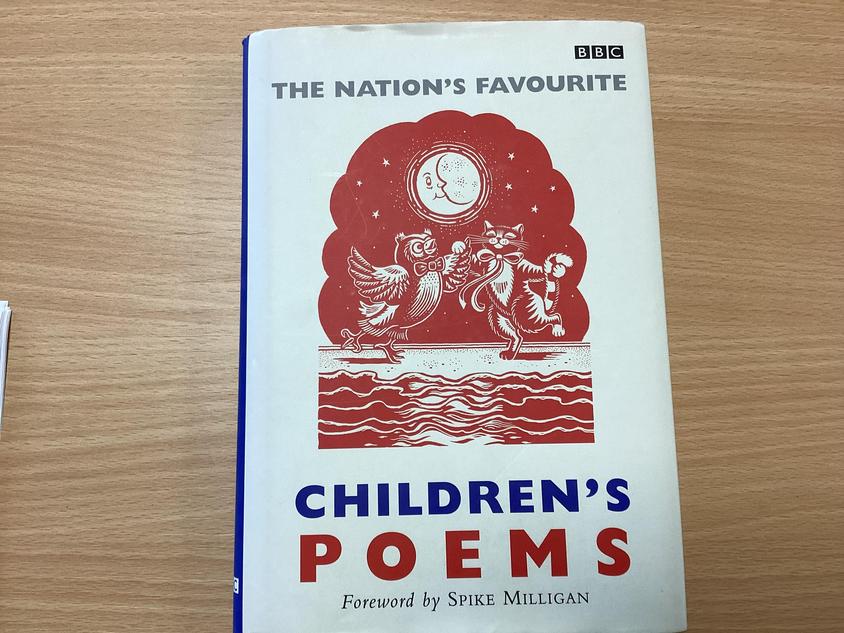 BBC
THE NATION'S FAVOURITE
CHILDREN'S
POEMS
Foreword by SPIKE MILLIGAN